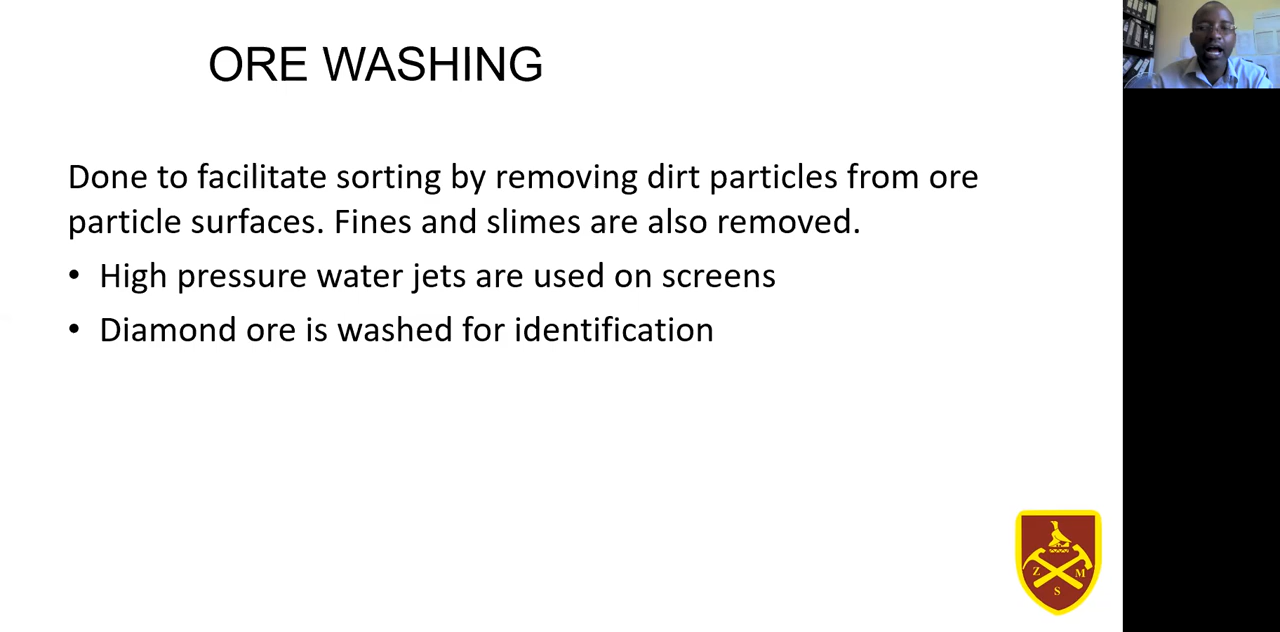 ORE WASHING
Done to facilitate sorting by removing dirt particles from ore
particle surfaces. Fines and slimes are also removed.
• High pressure water jets are used on screens
• Diamond ore is washed for identification
Z M
S